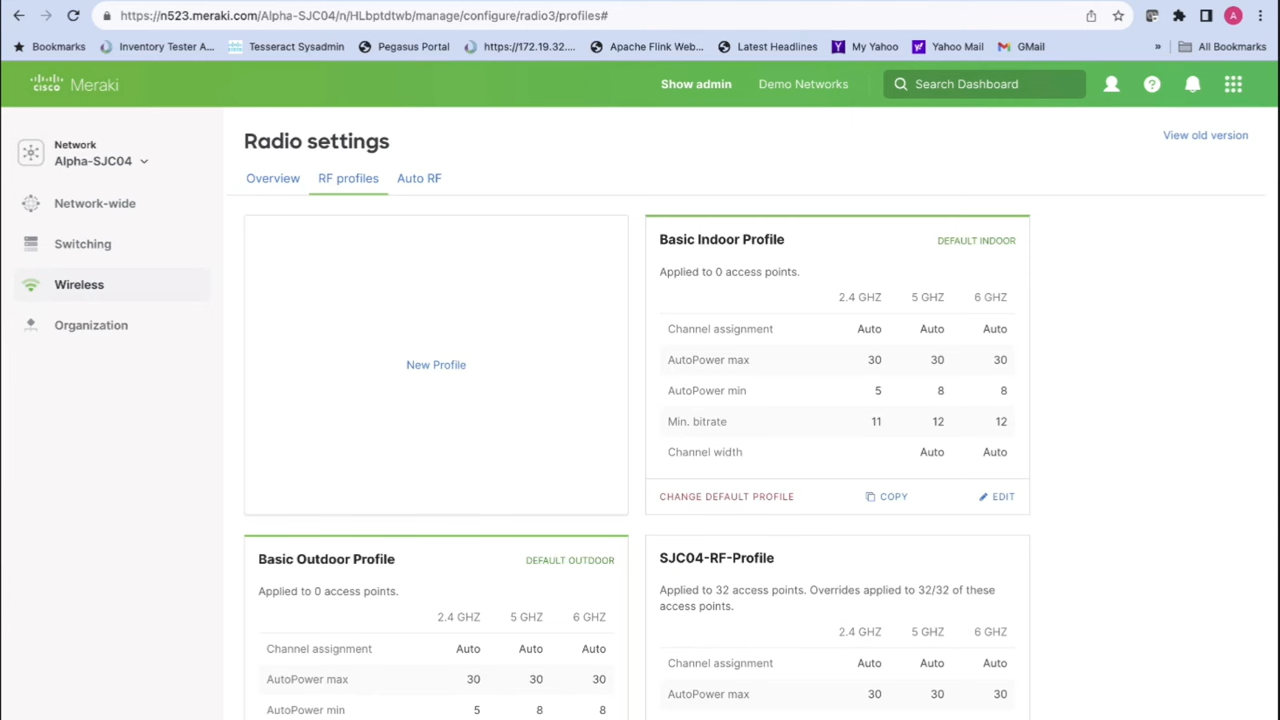 https://n523.meraki.com/Alpha-SJC04/n/HLbptdtwb/manage/configure/radio3/profiles#
A
Bookmarks Inventory Tester A... Tesseract Sysadmin Pegasus Portal https://172.19.32.... Apache Flink Web... Latest Headlines My Yahoo Yahoo Mail GMail » All Bookmarks
cisco Meraki Show admin Demo Networks Search Dashboard
Network
Alpha-SJC04
Network-wide
Switching
Wireless
Organization
Radio settings
View old version
Overview RF profiles Auto RF
New Profile
Basic Indoor Profile DEFAULT INDOOR
Applied to 0 access points.
2.4 GHZ 5 GHZ 6 GHZ
Channel assignment Auto Auto Auto
AutoPower max 30 30 30
AutoPower min 5 8 8
Min. bitrate 11 12 12
Channel width Auto Auto
CHANGE DEFAULT PROFILE COPY EDIT
Basic Outdoor Profile DEFAULT OUTDOOR
Applied to 0 access points.
2.4 GHZ 5 GHZ 6 GHZ
Channel assignment Auto Auto Auto
AutoPower max 30 30 30
AutoPower min 5 8 8
SJC04-RF-Profile
Applied to 32 access points. Overrides applied to 32/32 of these
access points.
2.4 GHZ 5 GHZ 6 GHZ
Channel assignment Auto Auto Auto
AutoPower max 30 30 30